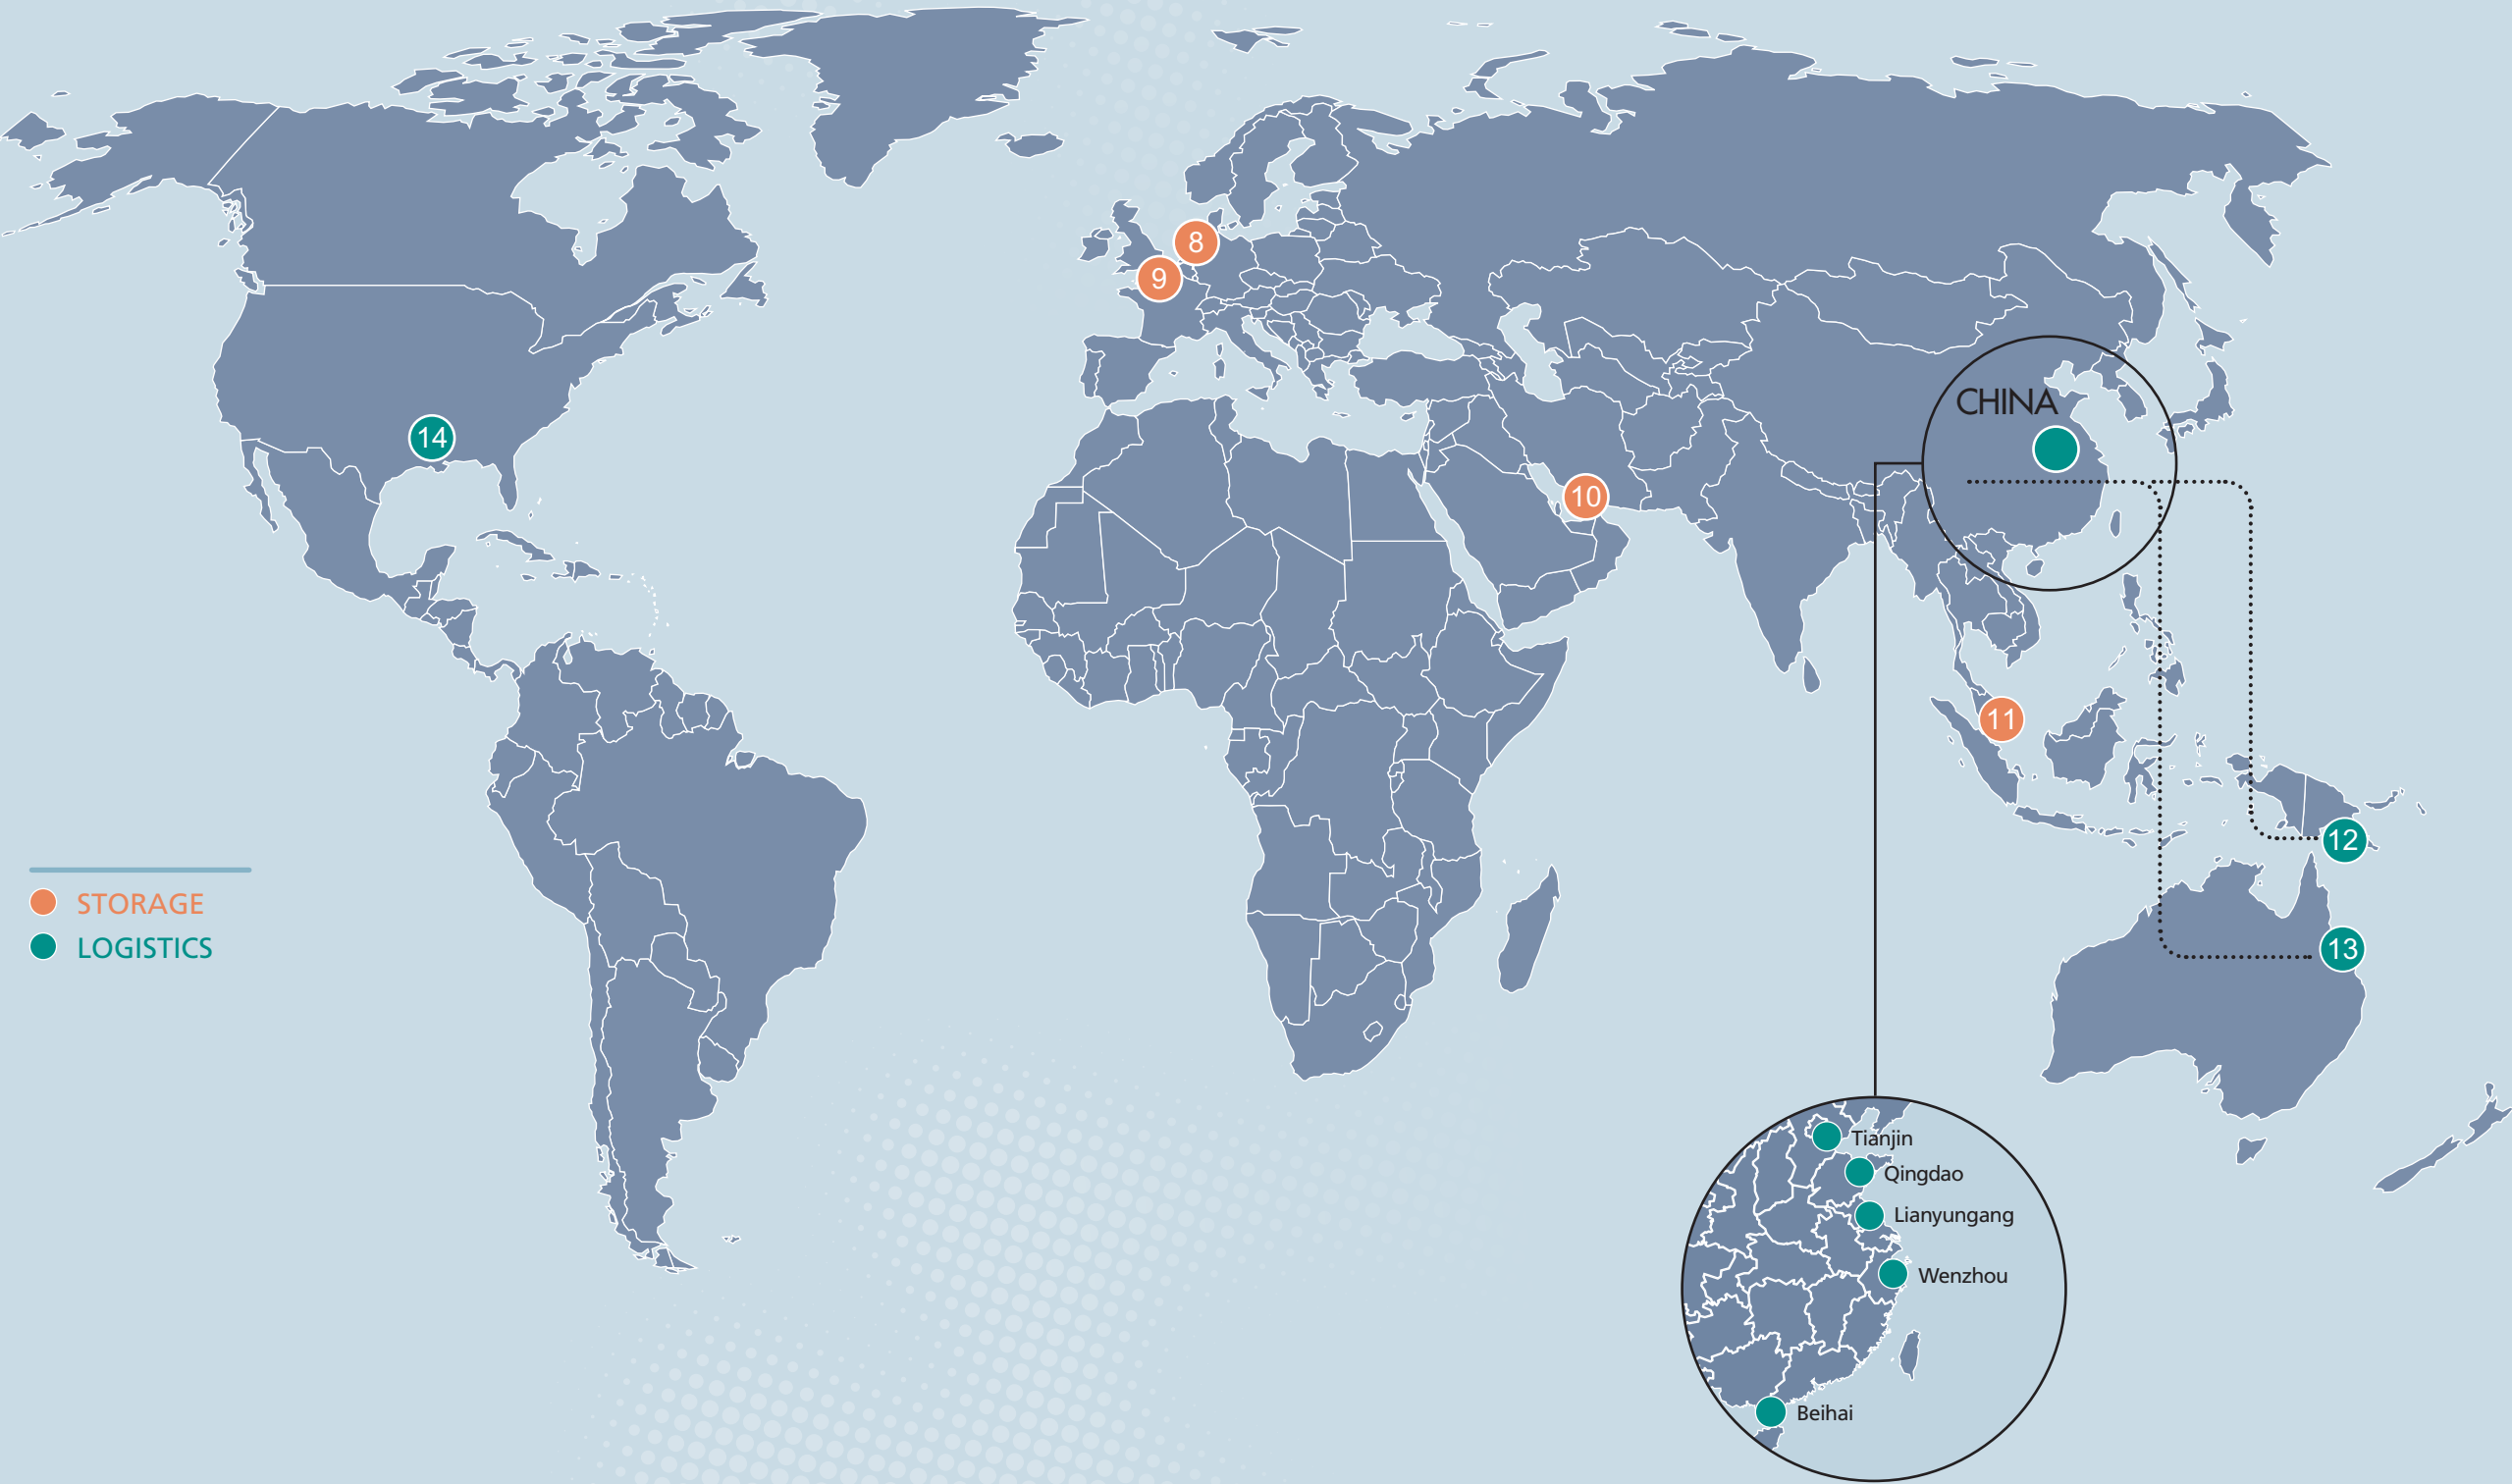 8
9
CHINA
14
10
11
12
STORAGE
LOGISTICS
13
Tianjin
Qingdao
Lianyungang
Wenzhou
Beihai